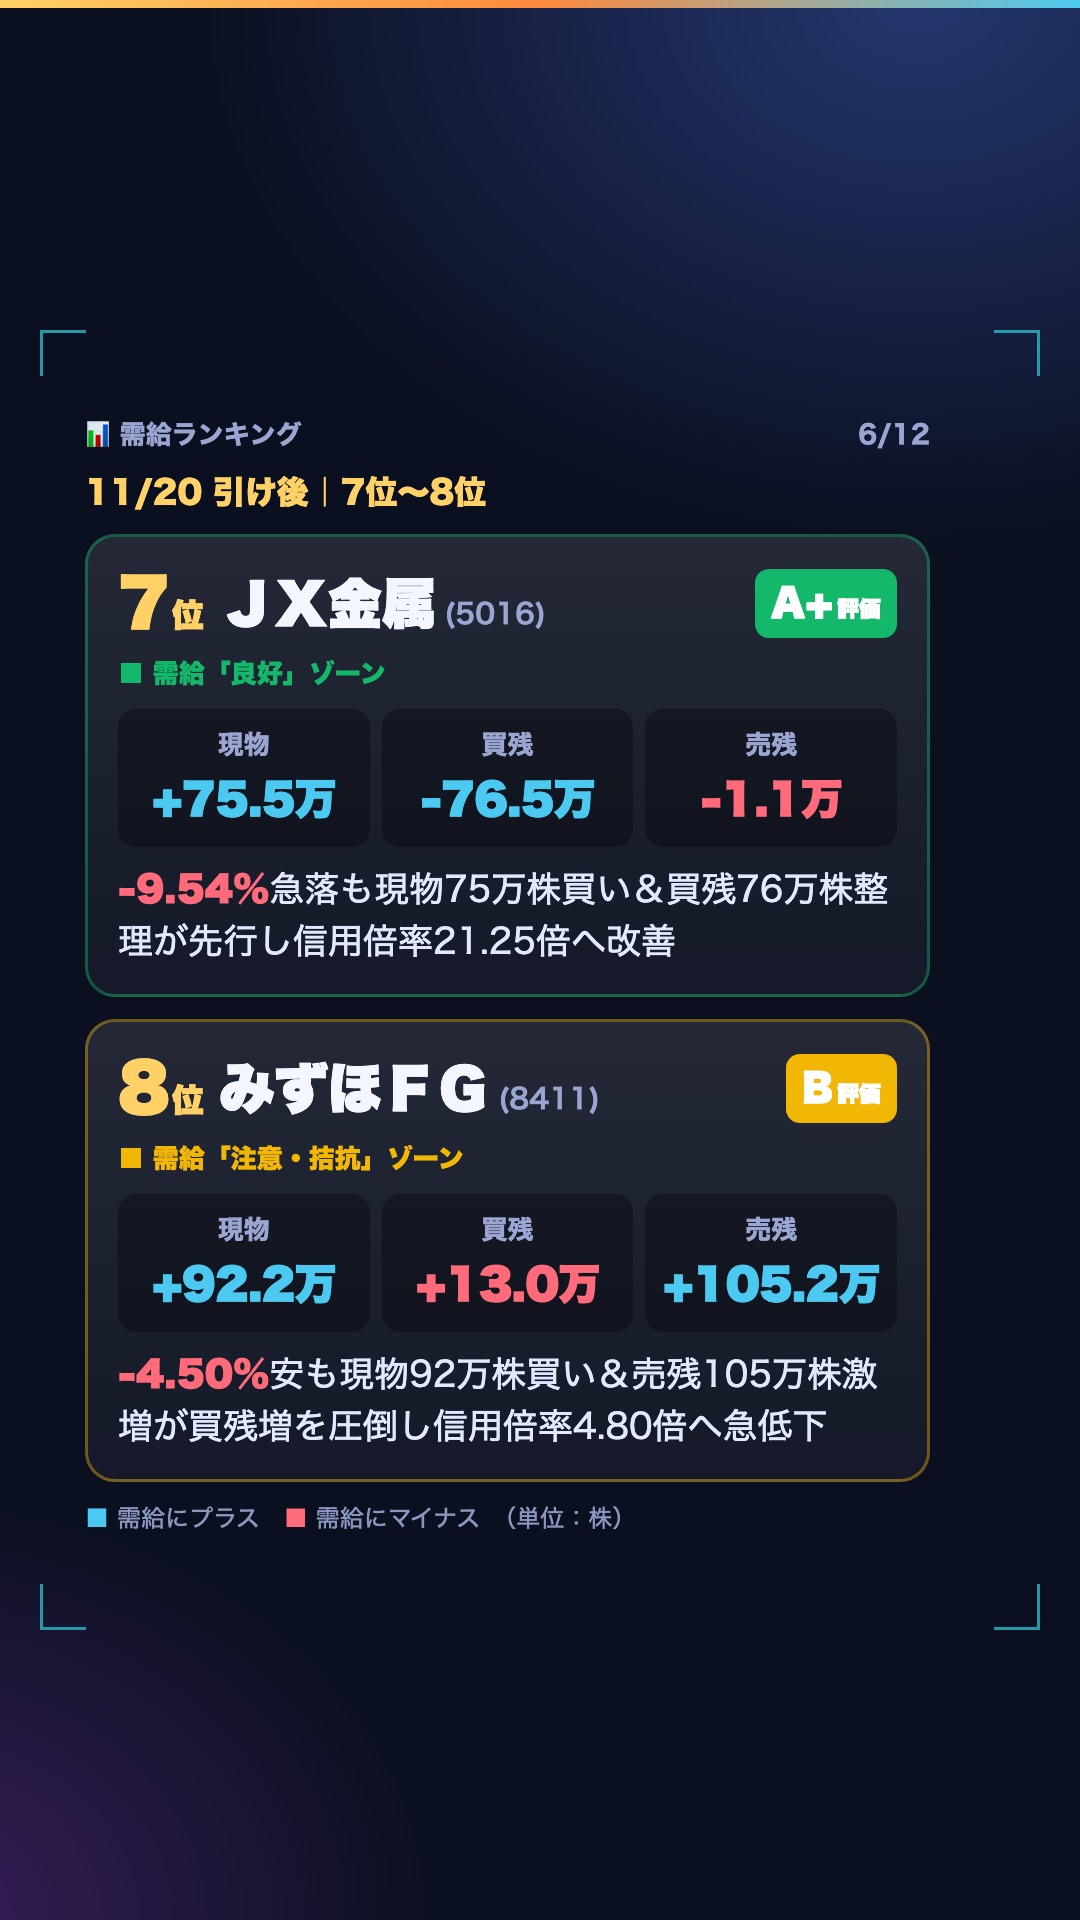 📊 需給ランキング 6/12
11/20 引け後｜7位〜8位
7位 ＪＸ金属 (5016) A+評価
■ 需給「良好」ゾーン
現物 買残 売残
+75.5万 -76.5万 -1.1万
-9.54%急落も現物75万株買い＆買残76万株整
理が先行し信用倍率21.25倍へ改善
8位 みずほＦＧ (8411) B評価
■ 需給「注意・拮抗」ゾーン
現物 買残 売残
+92.2万 +13.0万 +105.2万
-4.50%安も現物92万株買い＆売残105万株激
増が買残増を圧倒し信用倍率4.80倍へ急低下
■ 需給にプラス ■ 需給にマイナス （単位：株）